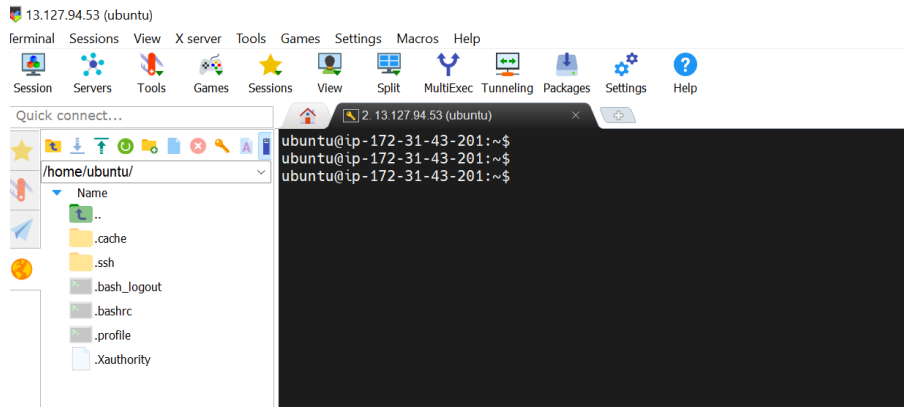 13.127.94.53 (ubuntu)
Terminal Sessions View X server Tools Games Settings Macros Help
Session Servers Tools Games Sessions View Split MultiExec Tunneling Packages Settings Help
Quick connect...
2. 13.127.94.53 (ubuntu)
/home/ubuntu/
Name
..
.cache
.ssh
.bash_logout
.bashrc
.profile
.Xauthority
ubuntu@ip-172-31-43-201:~$
ubuntu@ip-172-31-43-201:~$
ubuntu@ip-172-31-43-201:~$